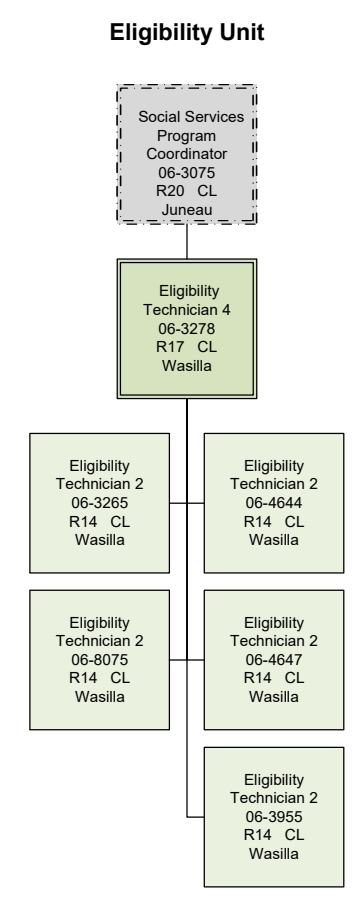 Eligibility Unit
Social Services
Program
Coordinator
06-3075
R20 CL
Juneau
Eligibility
Technician 4
06-3278
R17 CL
Wasilla
Eligibility
Technician 2
06-3265
R14 CL
Wasilla
Eligibility
Technician 2
06-4644
R14 CL
Wasilla
Eligibility
Technician 2
06-8075
R14 CL
Wasilla
Eligibility
Technician 2
06-4647
R14 CL
Wasilla
Eligibility
Technician 2
06-3955
R14 CL
Wasilla